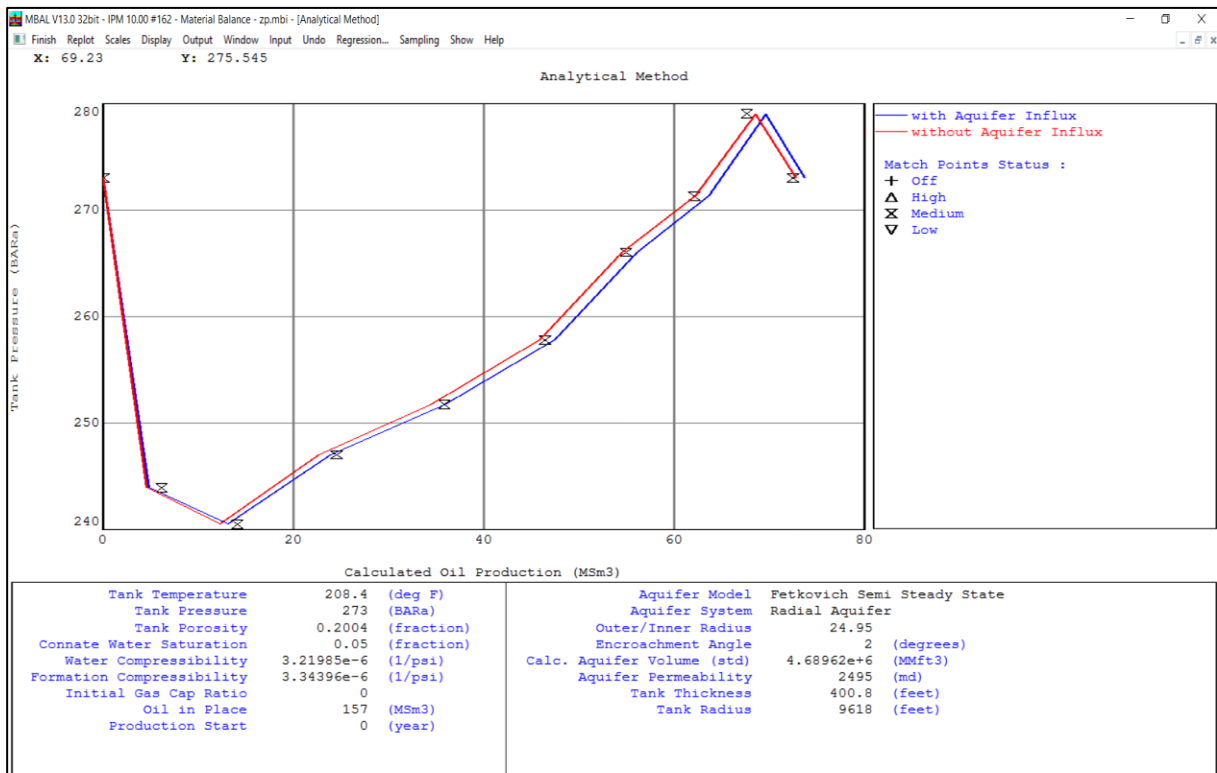 MBAL V13.0 32bit - IPM 10.00 #162 - Material Balance - zp.mbi - [Analytical Method]
Finish Replot Scales Display Output Window Input Undo Regression... Sampling Show Help
X: 69.23 Y: 275.545
Analytical Method
280
270
260
250
240
Tank Pressure (BARa)
0 20 40 60 80
Calculated Oil Production (MSm3)
with Aquifer Influx
without Aquifer Influx
Match Points Status :
Off
High
Medium
Low
Tank Temperature 208.4 (deg F)
Tank Pressure 273 (BARa)
Tank Porosity 0.2004 (fraction)
Connate Water Saturation 0.05 (fraction)
Water Compressibility 3.21985e-6 (1/psi)
Formation Compressibility 3.34396e-6 (1/psi)
Initial Gas Cap Ratio 0
Oil in Place 157 (MSm3)
Production Start 0 (year)
Aquifer Model Fetkovich Semi Steady State
Aquifer System Radial Aquifer
Outer/Inner Radius 24.95
Encroachment Angle 2 (degrees)
Calc. Aquifer Volume (std) 4.68962e+6 (MMft3)
Aquifer Permeability 2495 (md)
Tank Thickness 400.8 (feet)
Tank Radius 9618 (feet)